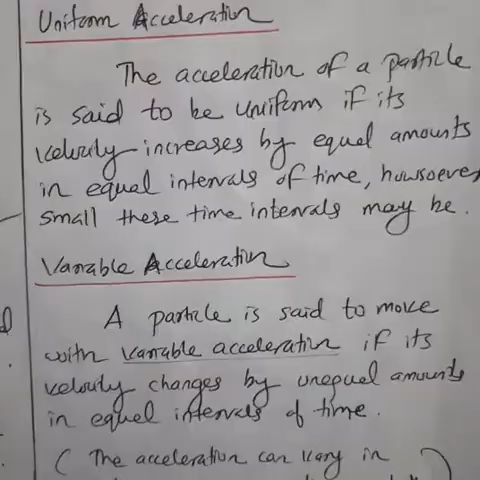 Uniform Acceleration
The acceleration of a particle
is said to be uniform if its
velocity increases by equal amounts
in equal intervals of time, howsoever
small these time intervals may be.
Variable Acceleration
A particle is said to move
with variable acceleration if its
velocity changes by unequal amounts
in equal intervals of time.
( The acceleration can vary in )